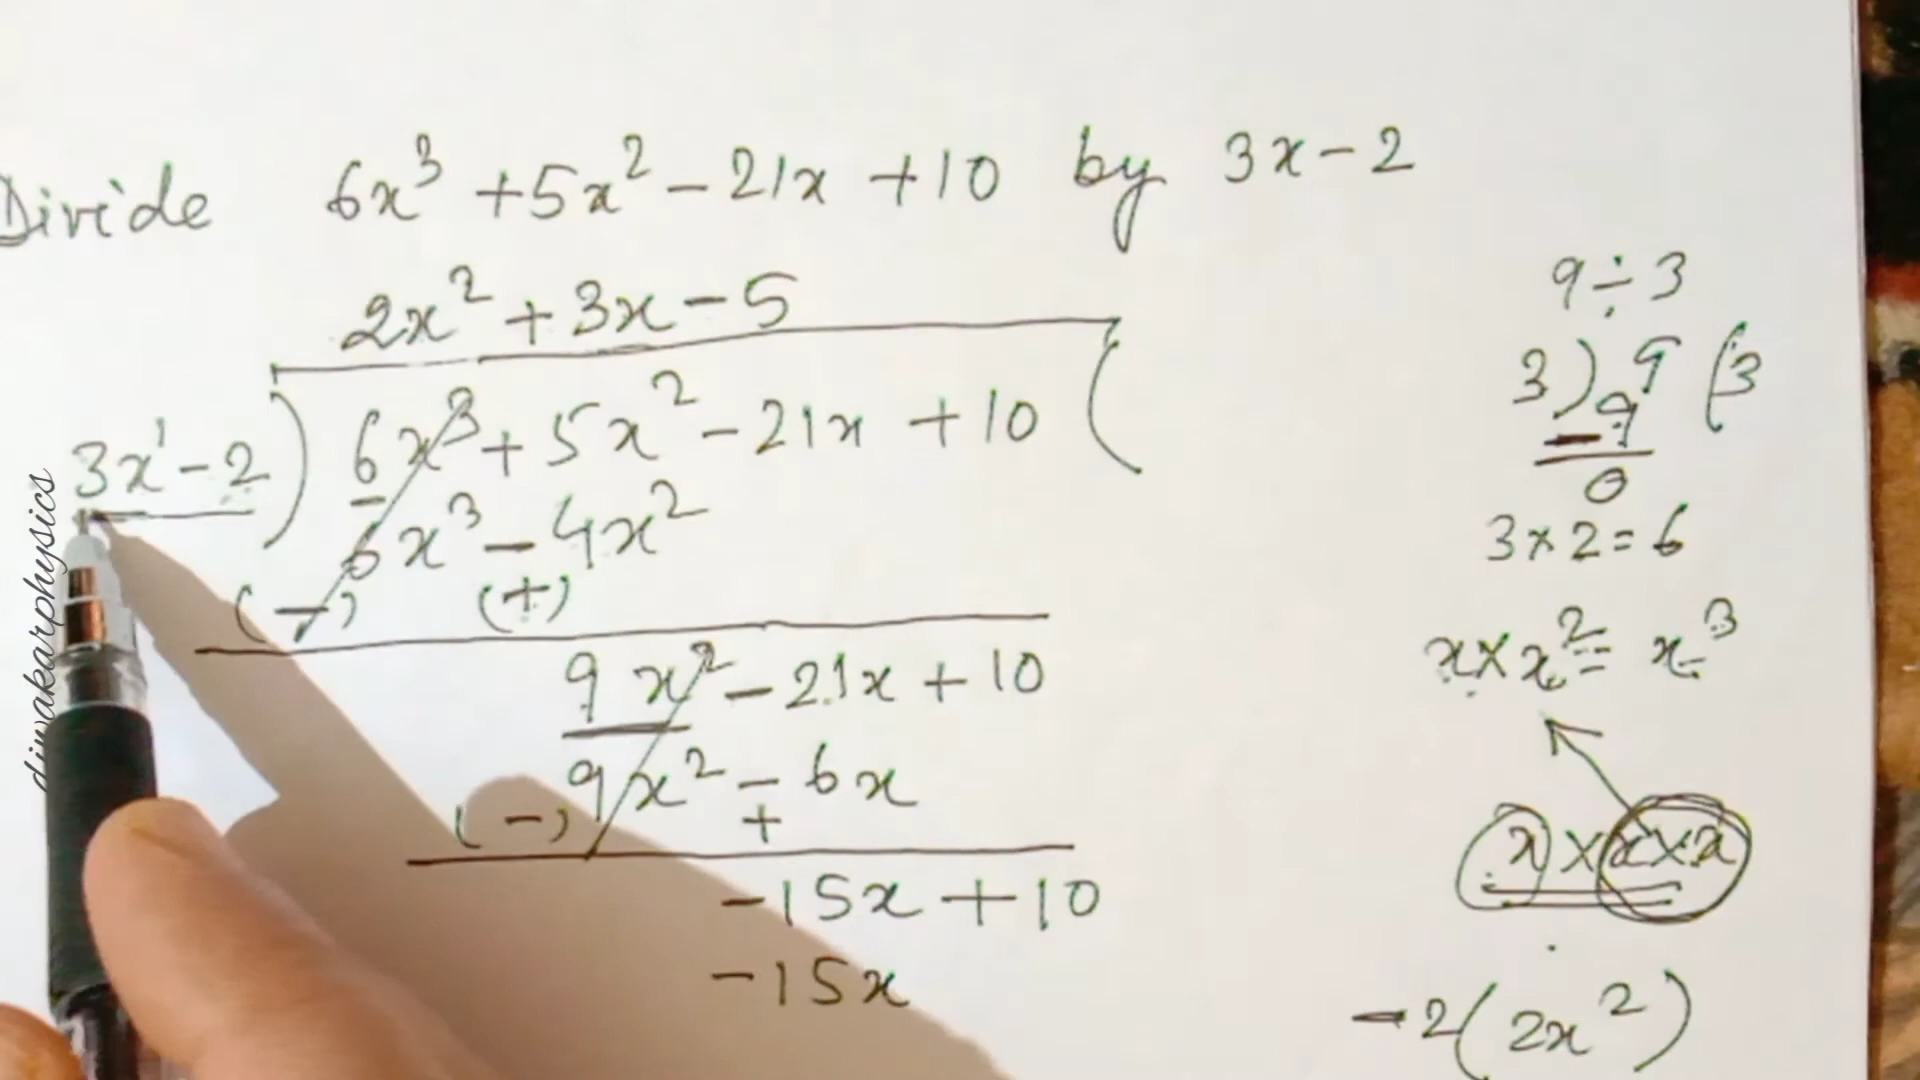 Divide 6x³ + 5x² - 21x + 10 by 3x - 2
2x² + 3x - 5
3x¹ - 2 ) 6x³ + 5x² - 21x + 10 (
6x³ - 4x²
(-) (+)
9x² - 21x + 10
9x² - 6x
(-) +
-15x + 10
-15x
9 ÷ 3
3 ) 9 ( 3
- 9
0
3 × 2 = 6
x × x² = x³
x × x × x
-2 ( 2x² )
diwakarphysics